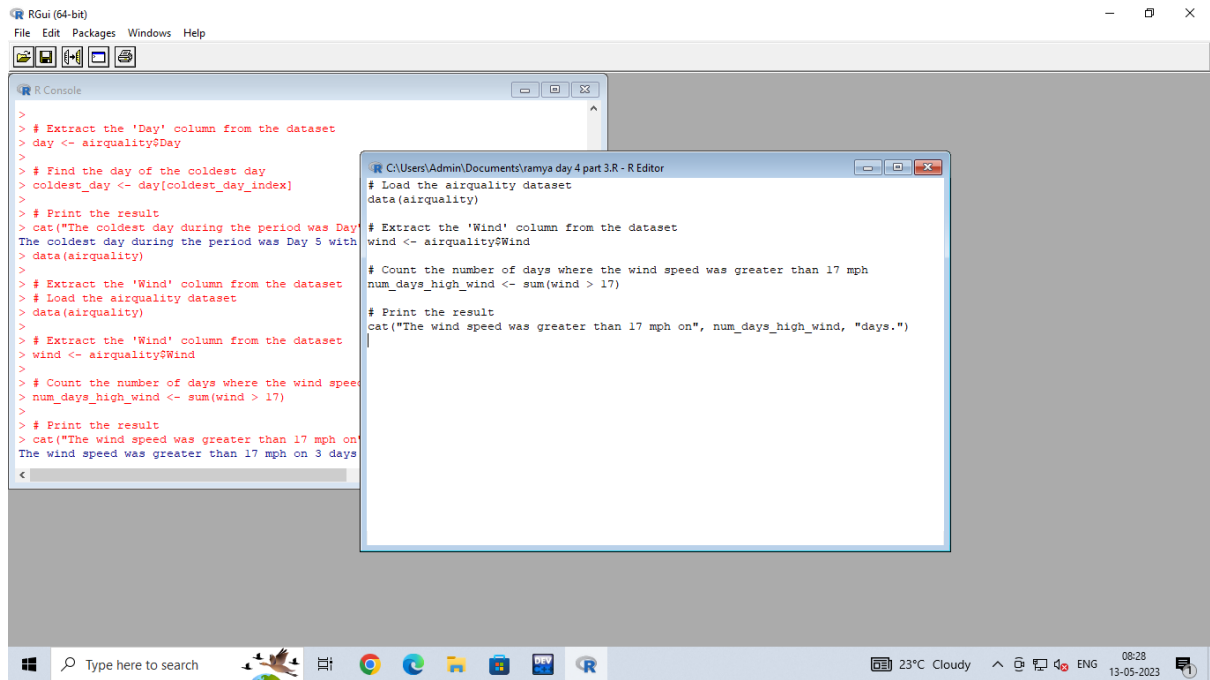 RGui (64-bit)
File Edit Packages Windows Help
R Console
>
> # Extract the 'Day' column from the dataset
> day <- airquality$Day
>
> # Find the day of the coldest day
> coldest_day <- day[coldest_day_index]
>
> # Print the result
> cat("The coldest day during the period was Day"
The coldest day during the period was Day 5 with
> data(airquality)
>
> # Extract the 'Wind' column from the dataset
> # Load the airquality dataset
> data(airquality)
>
> # Extract the 'Wind' column from the dataset
> wind <- airquality$Wind
>
> # Count the number of days where the wind speed
> num_days_high_wind <- sum(wind > 17)
>
> # Print the result
> cat("The wind speed was greater than 17 mph on"
The wind speed was greater than 17 mph on 3 days
C:\Users\Admin\Documents\ramya day 4 part 3.R - R Editor
# Load the airquality dataset
data(airquality)
# Extract the 'Wind' column from the dataset
wind <- airquality$Wind
# Count the number of days where the wind speed was greater than 17 mph
num_days_high_wind <- sum(wind > 17)
# Print the result
cat("The wind speed was greater than 17 mph on", num_days_high_wind, "days.")
Type here to search
DEV
23°C Cloudy
ENG
08:28
13-05-2023
1